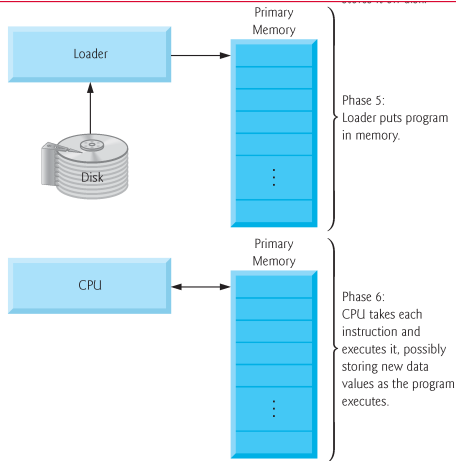 Primary
Memory
Loader
Disk
Phase 5:
Loader puts program
in memory.
Primary
Memory
CPU
Phase 6:
CPU takes each
instruction and
executes it, possibly
storing new data
values as the program
executes.